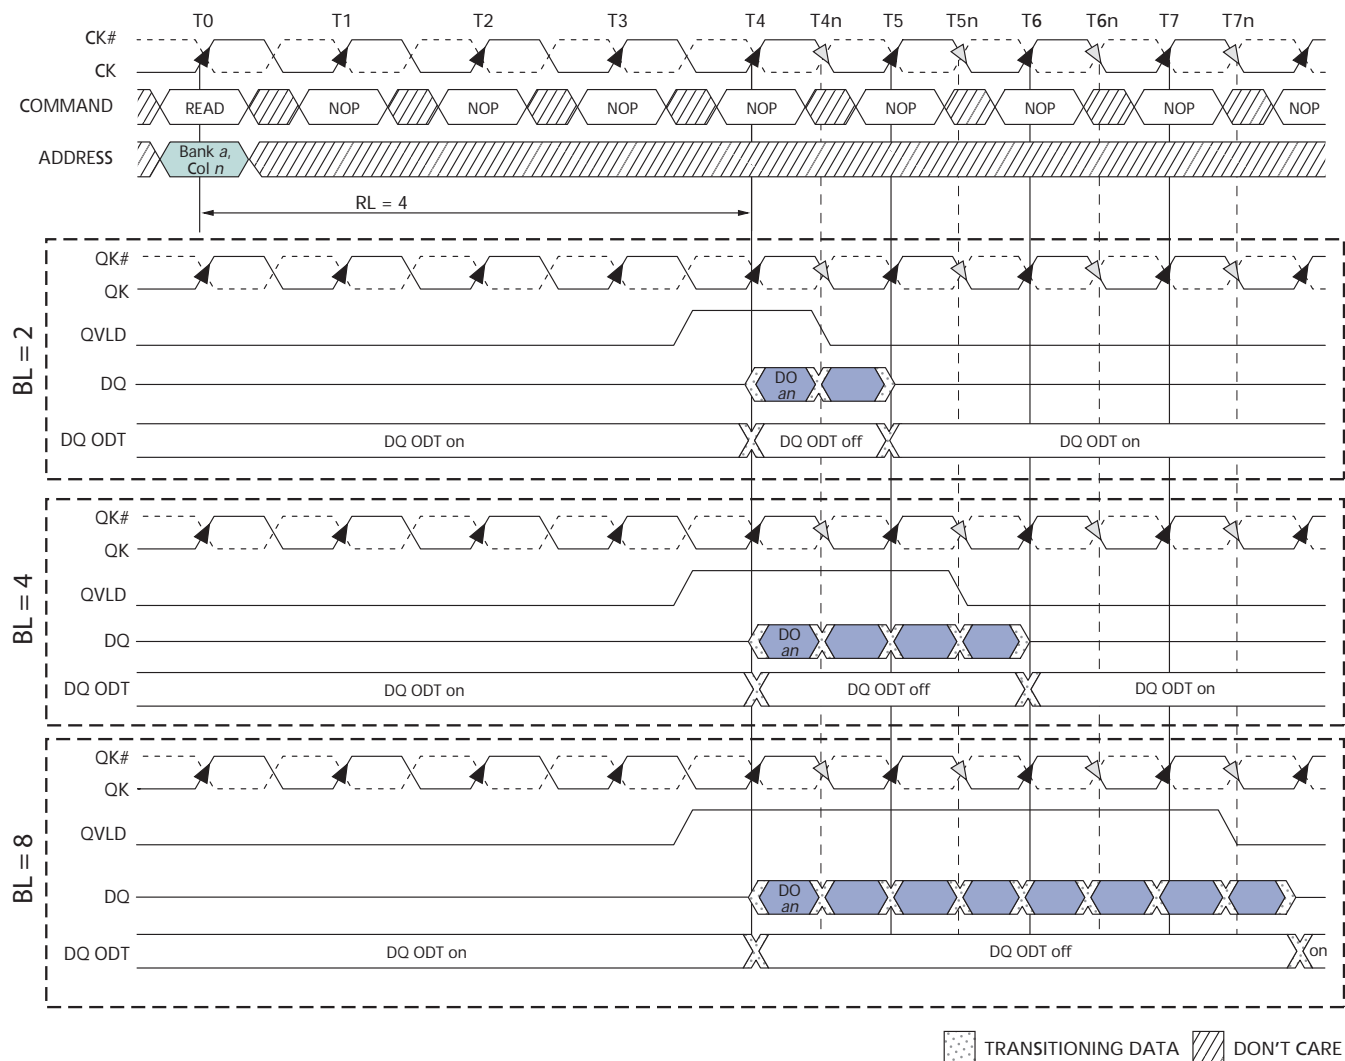 T0 T1 T2 T3 T4 T4n T5 T5n T6 T6n T7 T7n
CK#
CK
COMMAND READ NOP NOP NOP NOP NOP NOP NOP NOP
ADDRESS Bank a,
Col n
RL = 4
BL = 2
QK#
QK
QVLD
DQ DO
an
DQ ODT DQ ODT on DQ ODT off DQ ODT on
BL = 4
QK#
QK
QVLD
DQ DO
an
DQ ODT DQ ODT on DQ ODT off DQ ODT on
BL = 8
QK#
QK
QVLD
DQ DO
an
DQ ODT DQ ODT on DQ ODT off on
TRANSITIONING DATA DON'T CARE